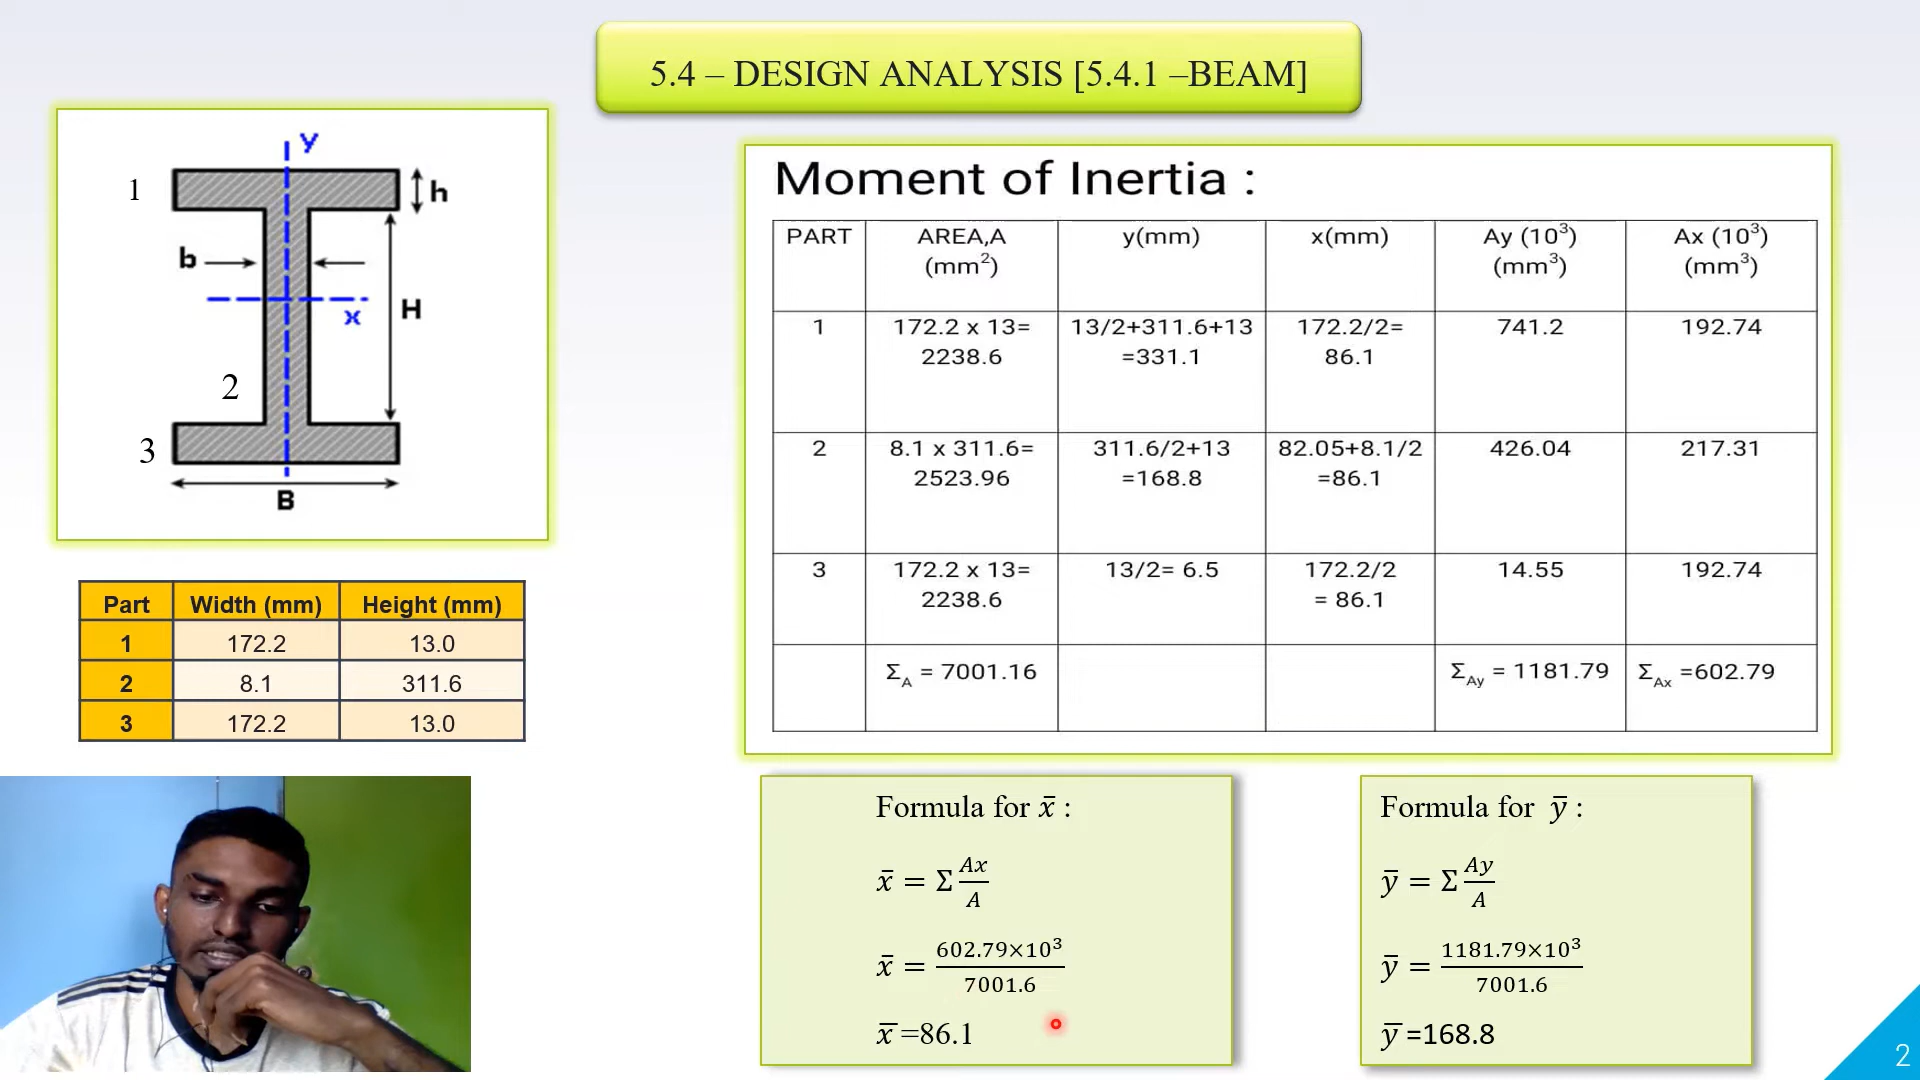 5.4 – DESIGN ANALYSIS [5.4.1 –BEAM]
y
1
h
b
x
H
2
3
B
Part Width (mm) Height (mm)
1 172.2 13.0
2 8.1 311.6
3 172.2 13.0
Moment of Inertia :
PART AREA,A (mm²) y(mm) x(mm) Ay (10³) (mm³) Ax (10³) (mm³)
1 172.2 x 13= 2238.6 13/2+311.6+13 =331.1 172.2/2= 86.1 741.2 192.74
2 8.1 x 311.6= 2523.96 311.6/2+13 =168.8 82.05+8.1/2 =86.1 426.04 217.31
3 172.2 x 13= 2238.6 13/2= 6.5 172.2/2 = 86.1 14.55 192.74
Σ_A = 7001.16 Σ_Ay = 1181.79 Σ_Ax =602.79
Formula for x̄ :
x̄ = Σ Ax/A
x̄ = 602.79×10³/7001.6
x̄ =86.1
Formula for ȳ :
ȳ = Σ Ay/A
ȳ = 1181.79×10³/7001.6
ȳ =168.8
2